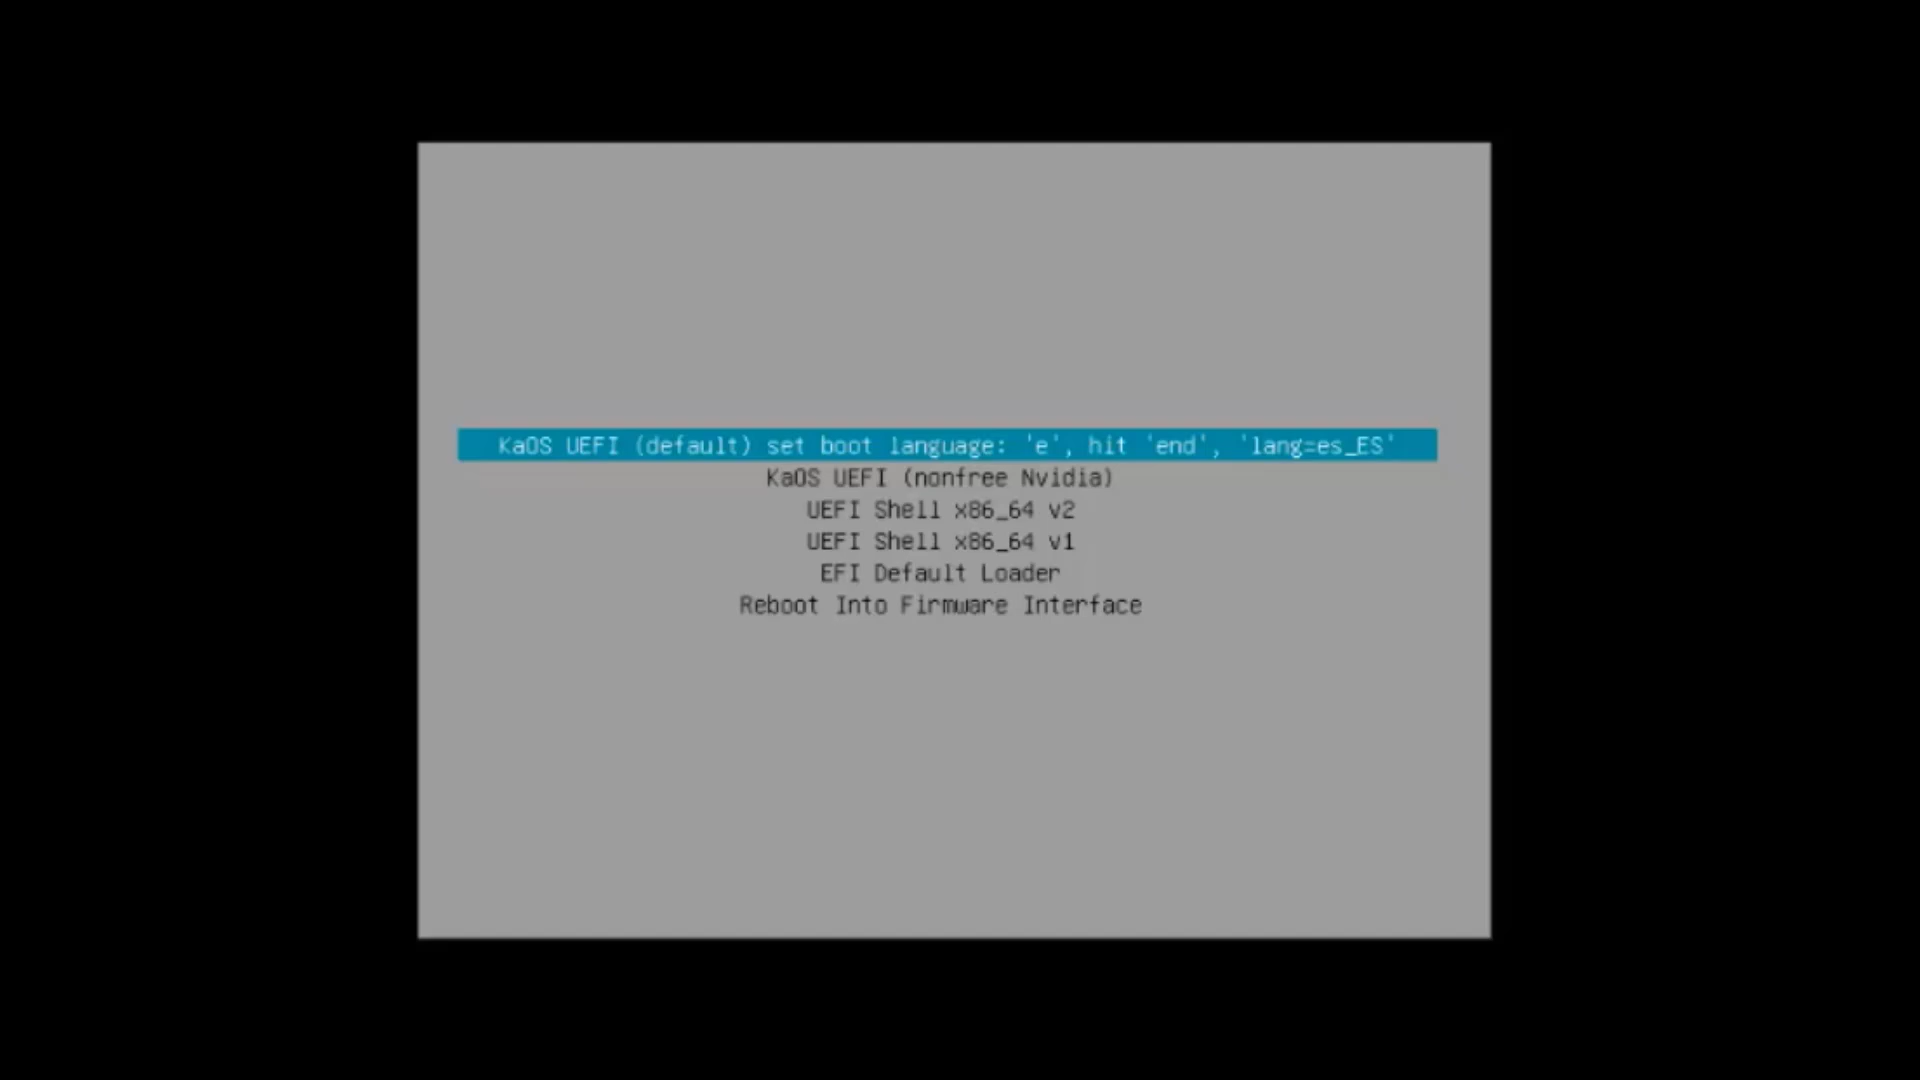 KaOS UEFI (default) set boot language: 'e', hit 'end', 'lang=es_ES'
KaOS UEFI (nonfree Nvidia)
UEFI Shell x86_64 v2
UEFI Shell x86_64 v1
EFI Default Loader
Reboot Into Firmware Interface